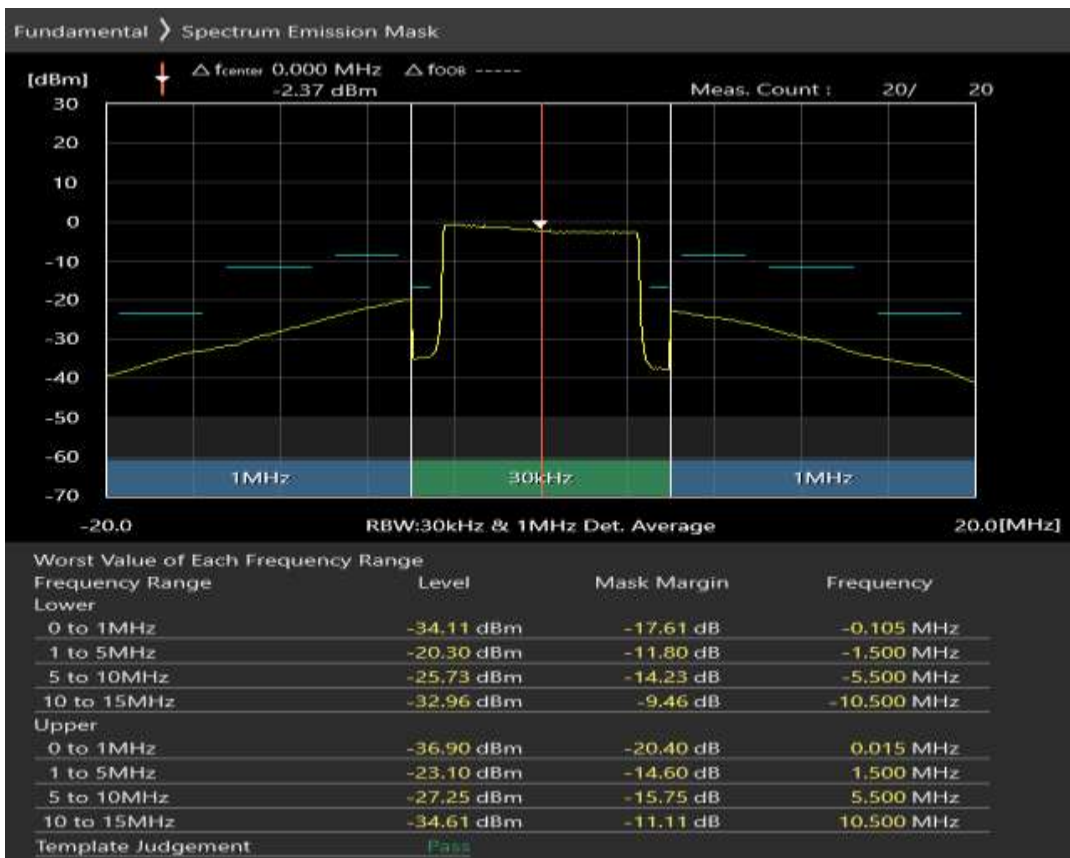 Fundamental ❯ Spectrum Emission Mask
[dBm] △ fcenter 0.000 MHz △ fOOB -----
-2.37 dBm Meas. Count : 20/ 20
30
20
10
0
-10
-20
-30
-40
-50
-60
1MHz 30kHz 1MHz
-70
-20.0 RBW:30kHz & 1MHz Det. Average 20.0[MHz]
Worst Value of Each Frequency Range
Frequency Range Level Mask Margin Frequency
Lower
0 to 1MHz -34.11 dBm -17.61 dB -0.105 MHz
1 to 5MHz -20.30 dBm -11.80 dB -1.500 MHz
5 to 10MHz -25.73 dBm -14.23 dB -5.500 MHz
10 to 15MHz -32.96 dBm -9.46 dB -10.500 MHz
Upper
0 to 1MHz -36.90 dBm -20.40 dB 0.015 MHz
1 to 5MHz -23.10 dBm -14.60 dB 1.500 MHz
5 to 10MHz -27.25 dBm -15.75 dB 5.500 MHz
10 to 15MHz -34.61 dBm -11.11 dB 10.500 MHz
Template Judgement Pass